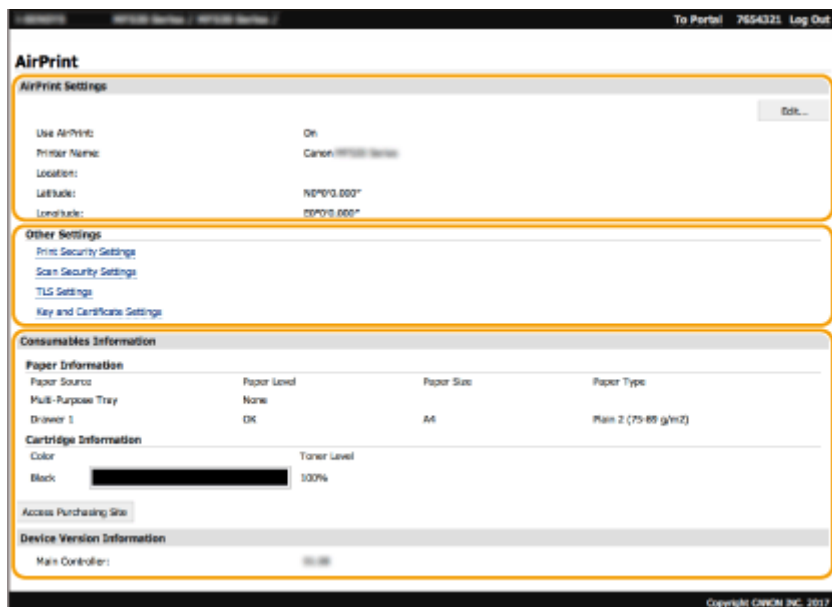 To Portal 7654321 Log Out
AirPrint
AirPrint Settings
Edit...
Use AirPrint: On
Printer Name: Canon
Location:
Latitude: N0°0'0.000"
Longitude: E0°0'0.000"
Other Settings
Print Security Settings
Scan Security Settings
TLS Settings
Key and Certificate Settings
Consumables Information
Paper Information
Paper Source Paper Level Paper Size Paper Type
Multi-Purpose Tray None
Drawer 1 OK A4 Plain 2 (75-89 g/m2)
Cartridge Information
Color Toner Level
Black 100%
Access Purchasing Site
Device Version Information
Main Controller:
Copyright CANON INC. 2017